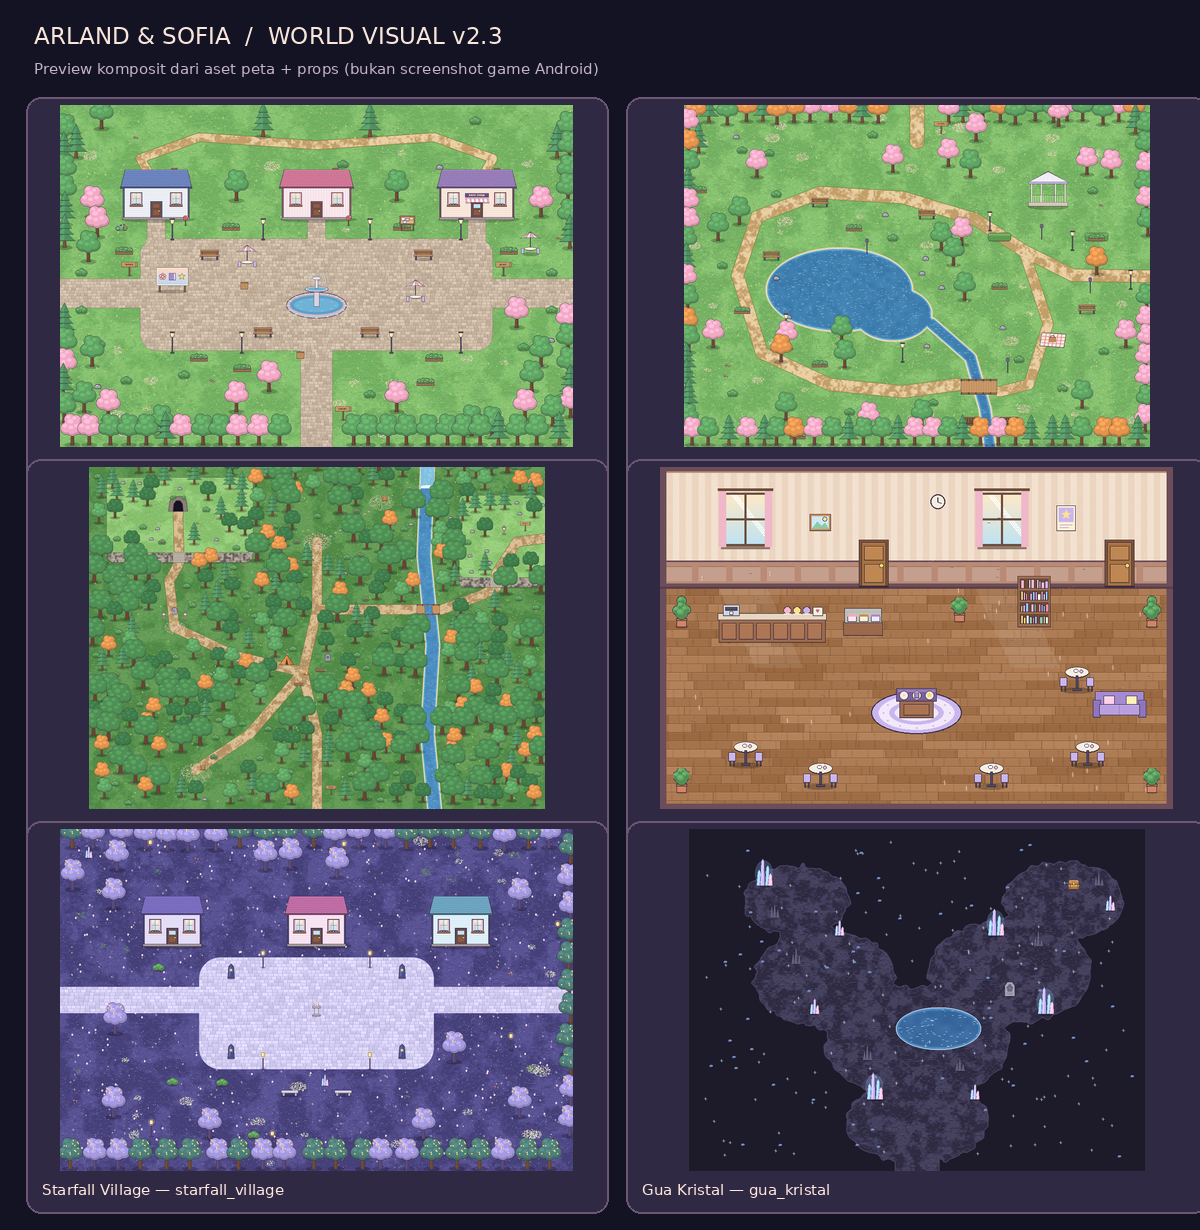 ARLAND & SOFIA / WORLD VISUAL v2.3
Preview komposit dari aset peta + props (bukan screenshot game Android)
Starfall Village — starfall_village
Gua Kristal — gua_kristal